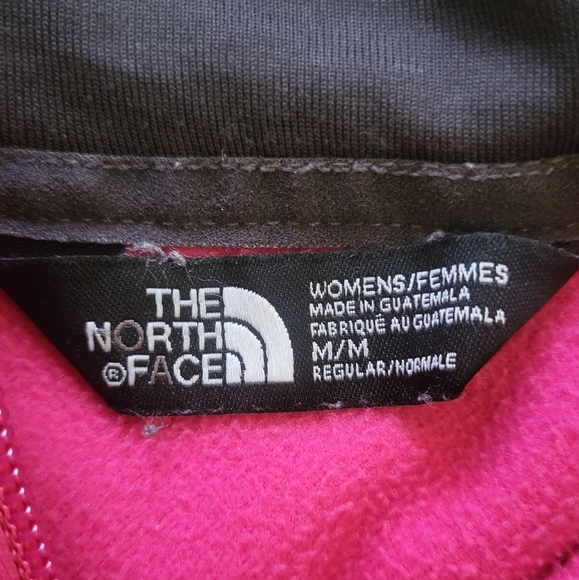 THE
NORTH
®FACE
WOMENS/FEMMES
MADE IN GUATEMALA
FABRIQUÉ AU GUATEMALA
M/M
REGULAR/NORMALE